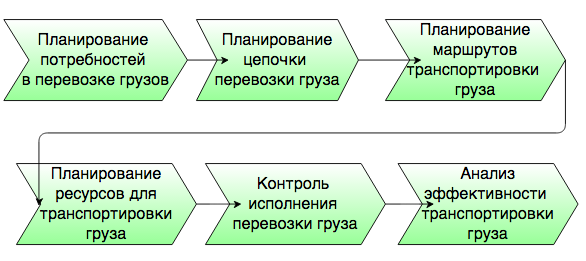 Планирование
потребностей
в перевозке грузов
Планирование
цепочки
перевозки груза
Планирование
маршрутов
транспортировки
груза
Планирование
ресурсов для
транспортировки
груза
Контроль
исполнения
перевозки груза
Анализ
эффективности
транспортировки
груза